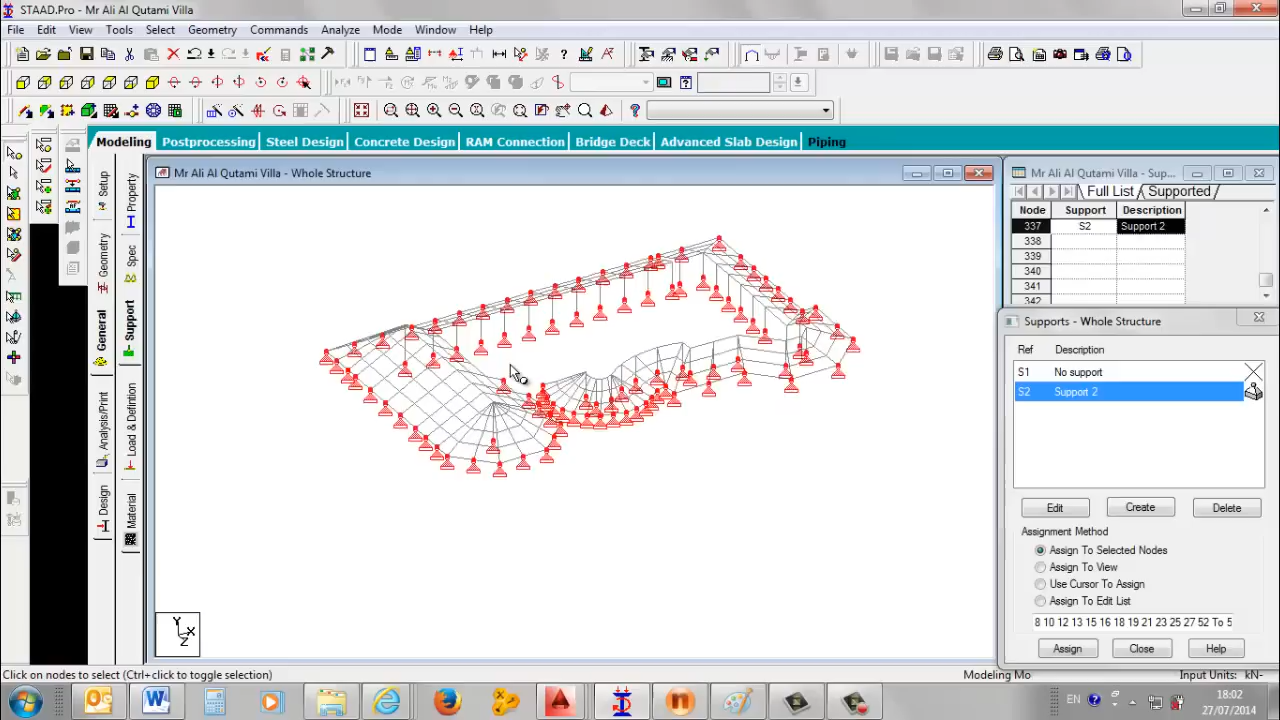 STAAD.Pro - Mr Ali Al Qutami Villa
File Edit View Tools Select Geometry Commands Analyze Mode Window Help
Modeling Postprocessing Steel Design Concrete Design RAM Connection Bridge Deck Advanced Slab Design Piping
Setup
Geometry
General
Analysis/Print
Design
Property
Spec
Support
Load & Definition
Material
Mr Ali Al Qutami Villa - Whole Structure
Y
X
Z
Mr Ali Al Qutami Villa - Sup...
Full List Supported
Node Support Description
337 S2 Support 2
338
339
340
341
342
Supports - Whole Structure
Ref Description
S1 No support
S2 Support 2
Edit Create Delete
Assignment Method
Assign To Selected Nodes
Assign To View
Use Cursor To Assign
Assign To Edit List
8 10 12 13 15 16 18 19 21 23 25 27 52 To 5
Assign Close Help
Click on nodes to select (Ctrl+click to toggle selection)
Modeling Mo
Input Units: kN-
EN
18:02
27/07/2014